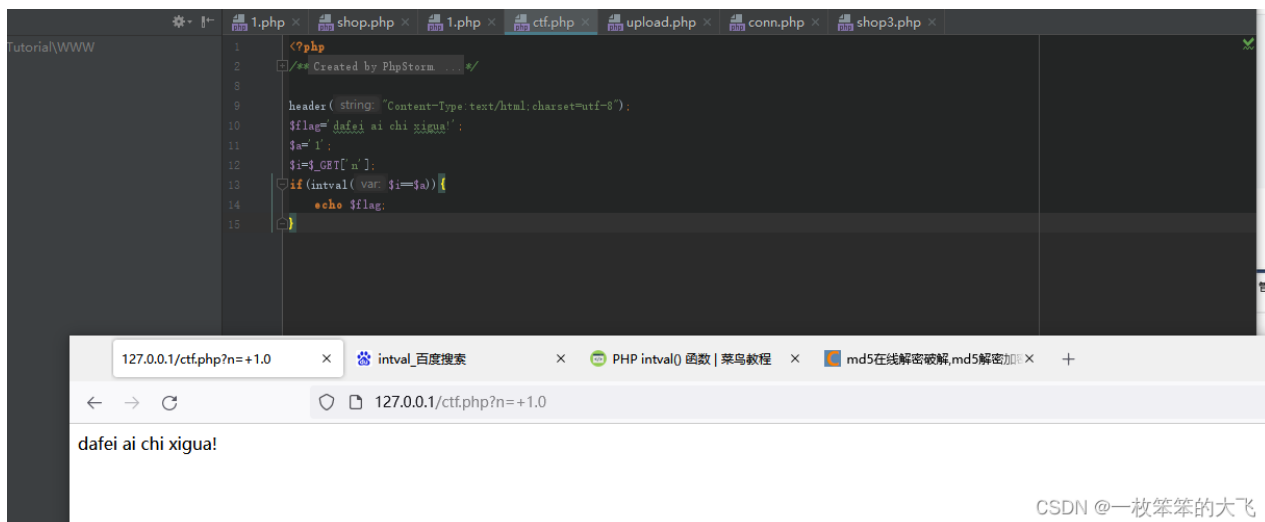 1.php × shop.php × 1.php × ctf.php × upload.php × conn.php × shop3.php ×
Tutorial\WWW
1 <?php
2 /** Created by PhpStorm. ...*/
8
9 header( string: "Content-Type:text/html;charset=utf-8");
10 $flag='dafei ai chi xigua!';
11 $a='1';
12 $i=$_GET['n'];
13 if(intval( var: $i==$a)){
14 echo $flag;
15 }
127.0.0.1/ctf.php?n=+1.0 × intval_百度搜索 × PHP intval() 函数 | 菜鸟教程 × md5在线解密破解,md5解密加 × +
127.0.0.1/ctf.php?n=+1.0
dafei ai chi xigua!
CSDN @一枚笨笨的大飞